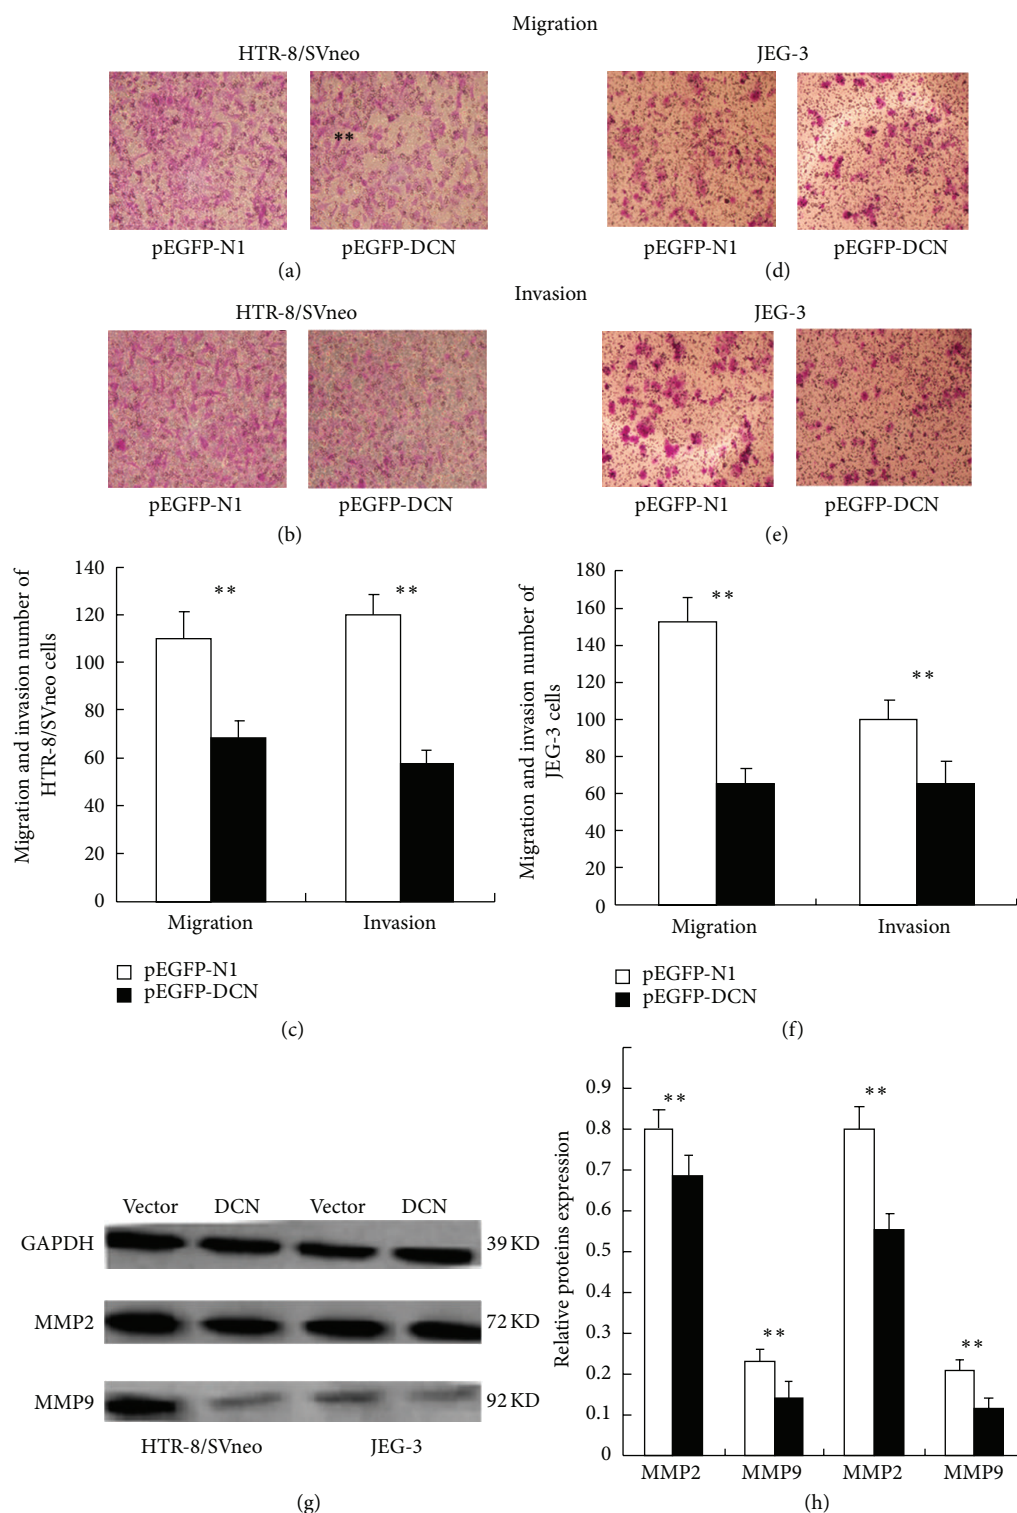 Migration
HTR-8/SVneo
JEG-3
**
pEGFP-N1
pEGFP-DCN
pEGFP-N1
pEGFP-DCN
(a)
(d)
Invasion
HTR-8/SVneo
JEG-3
pEGFP-N1
pEGFP-DCN
pEGFP-N1
pEGFP-DCN
(b)
(e)
Migration and invasion number of
HTR-8/SVneo cells
140
120
100
80
60
40
20
0
**
**
Migration
Invasion
pEGFP-N1
pEGFP-DCN
(c)
Migration and invasion number of
JEG-3 cells
180
160
140
120
100
80
60
40
20
0
**
**
Migration
Invasion
pEGFP-N1
pEGFP-DCN
(f)
Vector
DCN
Vector
DCN
GAPDH
39 KD
MMP2
72 KD
MMP9
92 KD
HTR-8/SVneo
JEG-3
(g)
Relative proteins expression
0.9
0.8
0.7
0.6
0.5
0.4
0.3
0.2
0.1
0
**
**
**
**
MMP2
MMP9
MMP2
MMP9
(h)